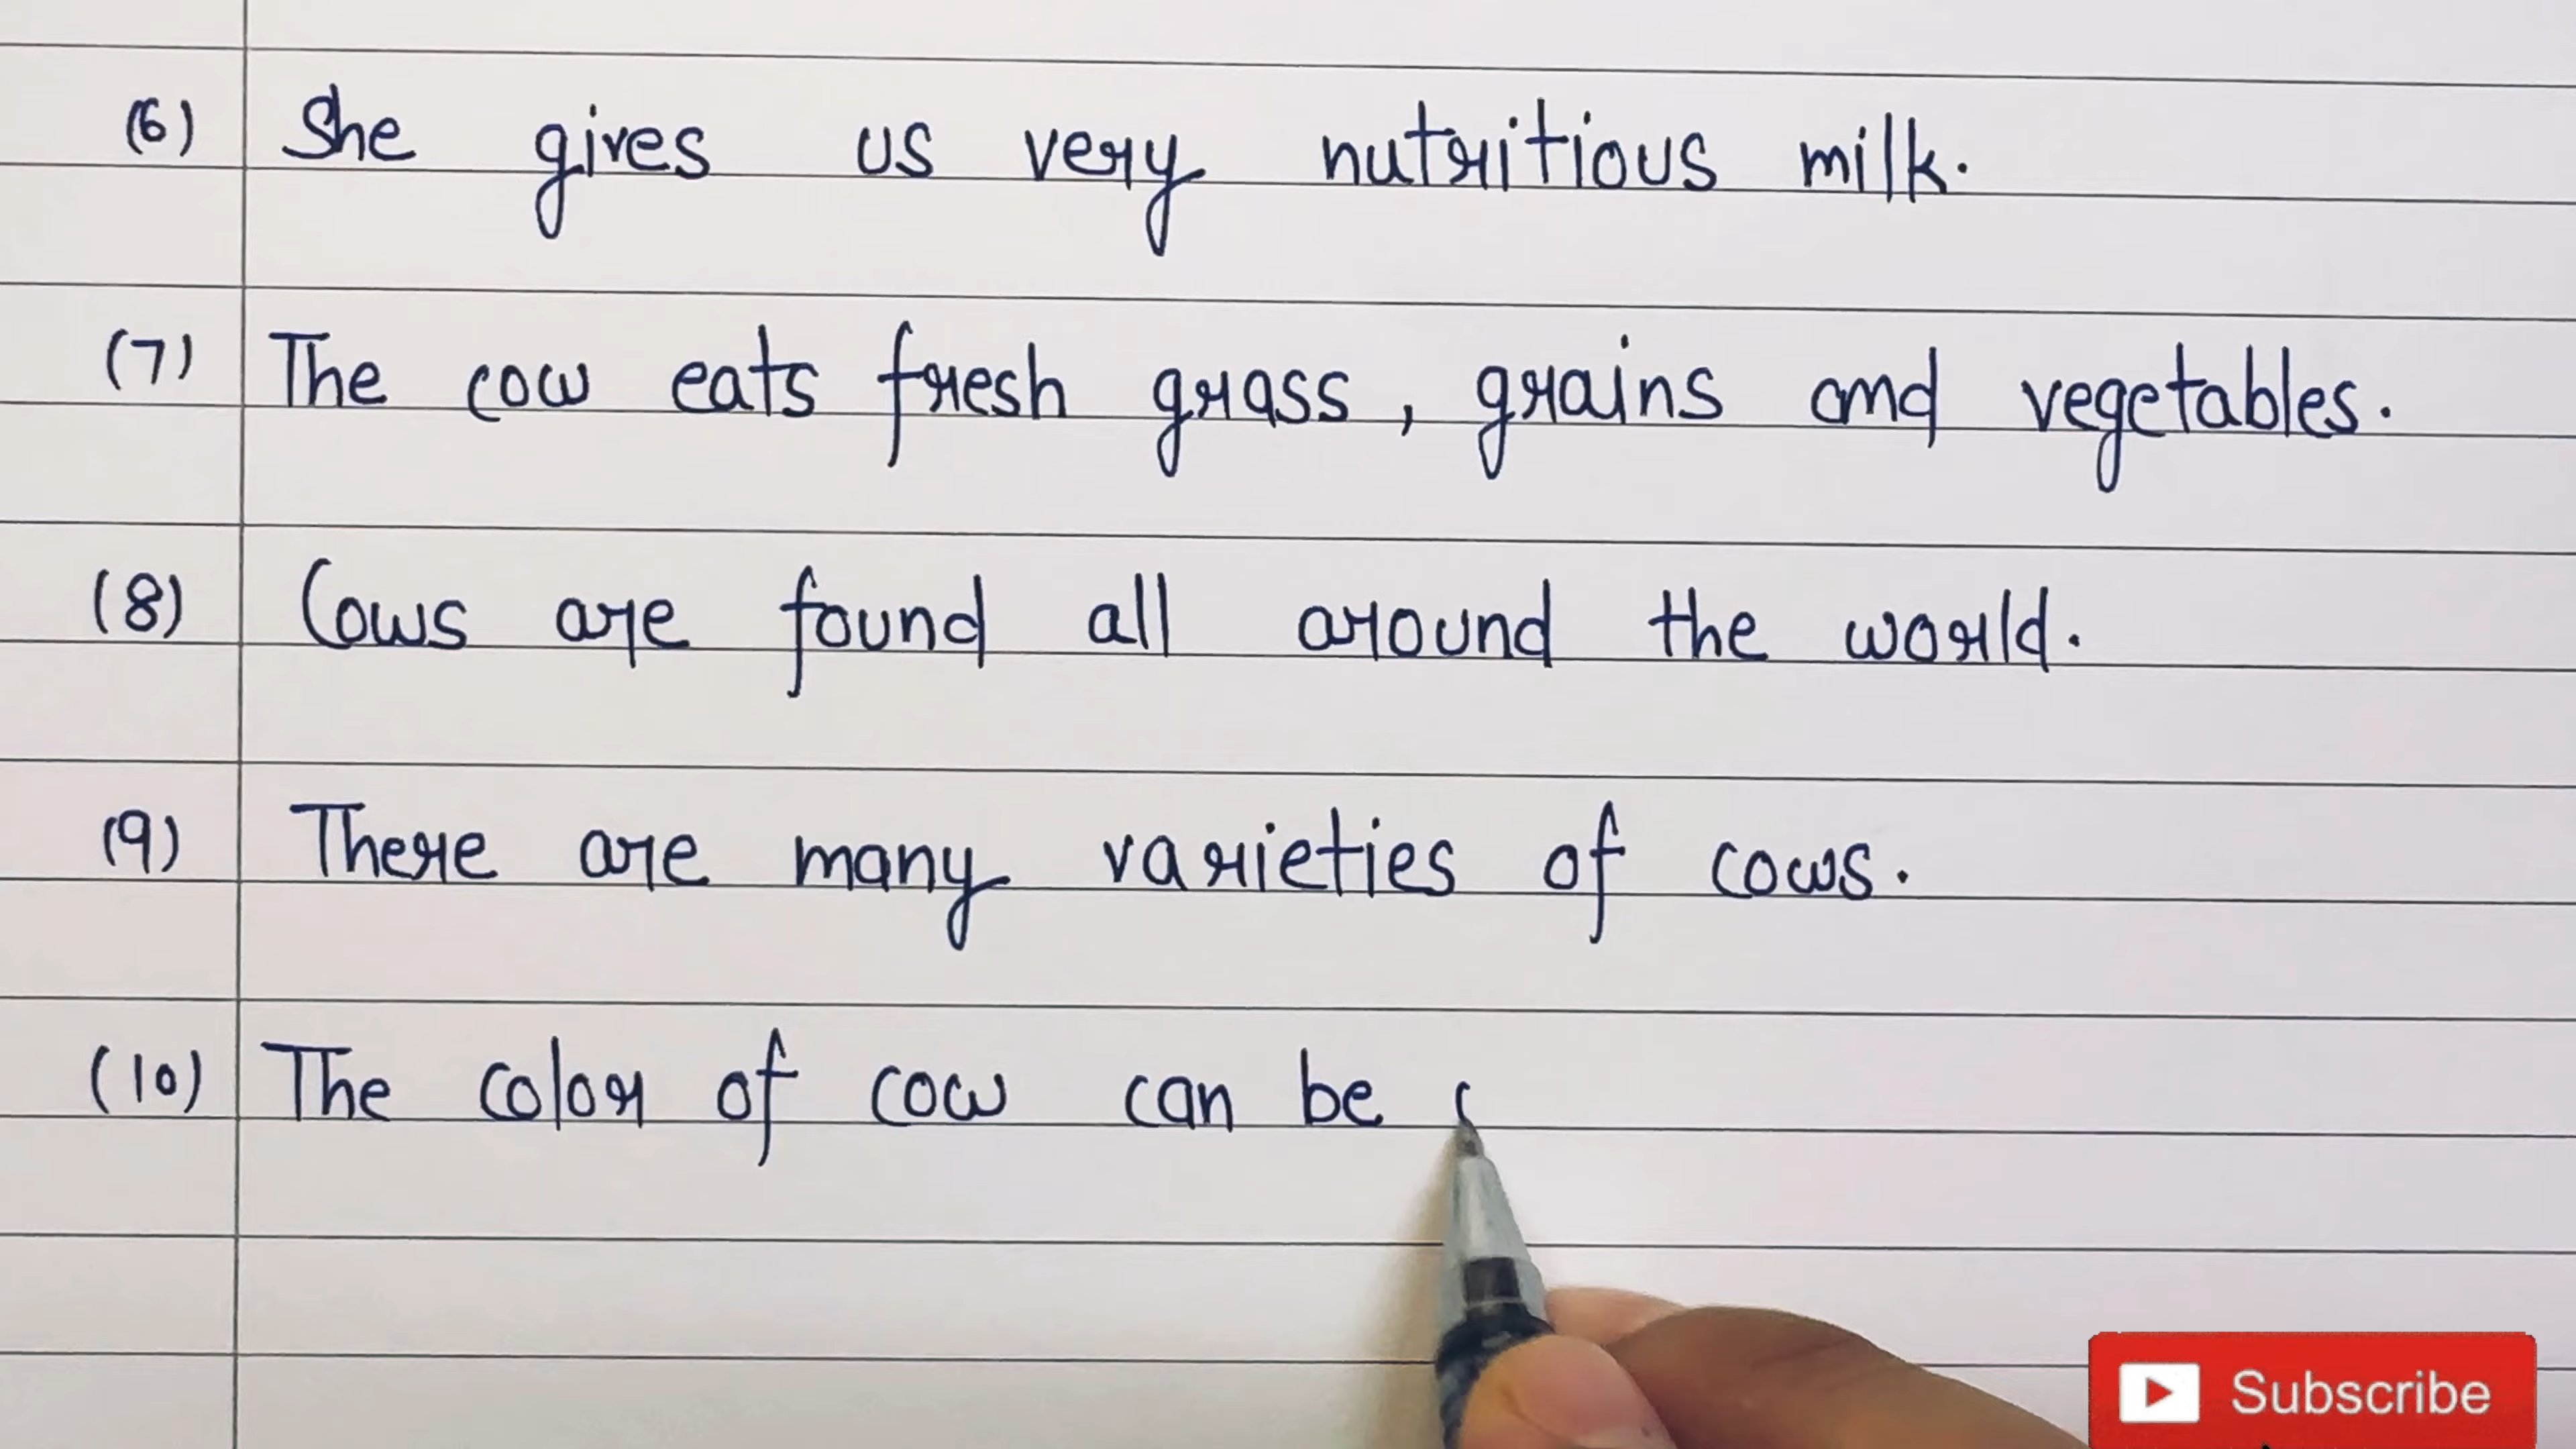 (6) She gives us very nutritious milk.
(7) The cow eats fresh grass, grains and vegetables.
(8) Cows are found all around the world.
(9) There are many varieties of cows.
(10) The color of cow can be
Subscribe